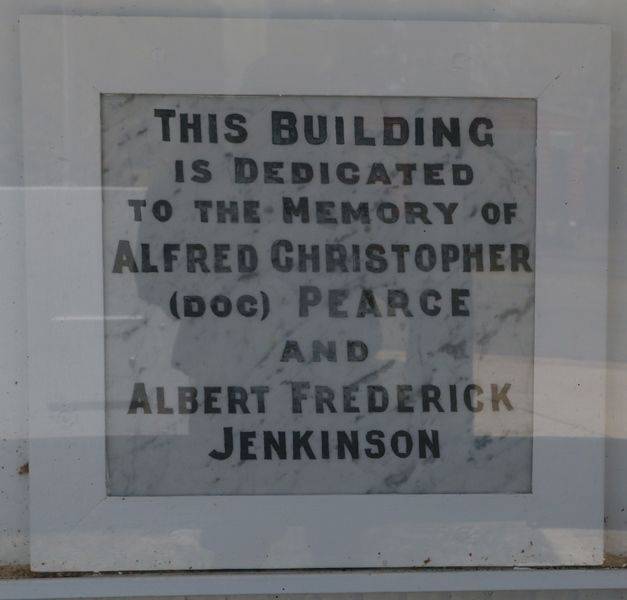 THIS BUILDING
IS DEDICATED
TO THE MEMORY OF
ALFRED CHRISTOPHER
(DOC) PEARCE
AND
ALBERT FREDERICK
JENKINSON